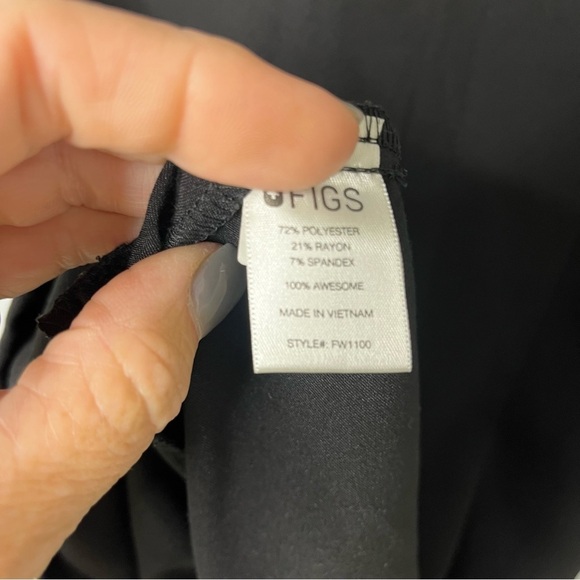 FIGS
72% POLYESTER
21% RAYON
7% SPANDEX
100% AWESOME
MADE IN VIETNAM
STYLE#: FW1100